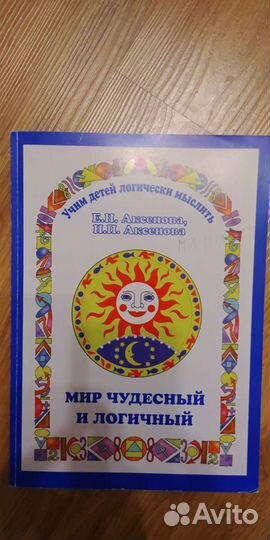 Учим детей логически мыслить
Е.Н. Аксенова,
Н.П. Аксенова
МИР ЧУДЕСНЫЙ
И ЛОГИЧНЫЙ
Avito